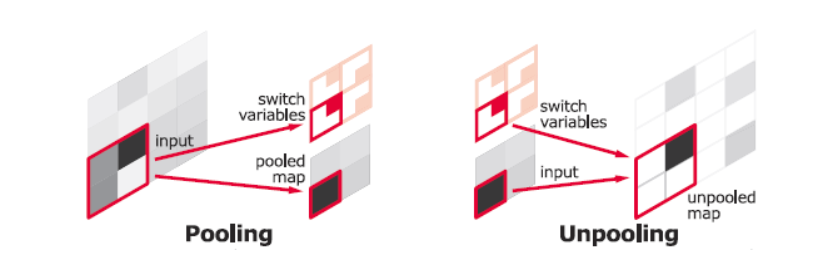 switch
variables
input
pooled
map
Pooling
switch
variables
input
unpooled
map
Unpooling